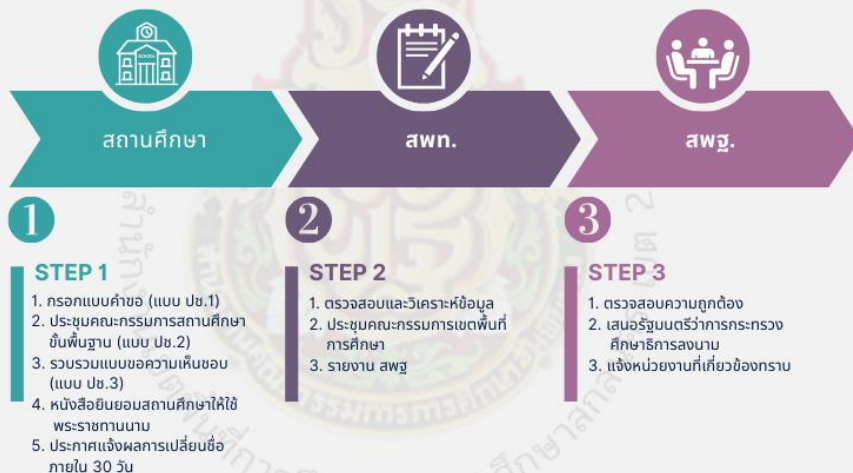 สถานศึกษา
สพท.
สพฐ.
1
STEP 1
1. กรอกแบบคำขอ (แบบ ปช.1)
2. ประชุมคณะกรรมการสถานศึกษา
ขั้นพื้นฐาน (แบบ ปช.2)
3. รวบรวมแบบขอความเห็นชอบ
(แบบ ปช.3)
4. หนังสือยินยอมสถานศึกษาให้ใช้
พระราชทานนาม
5. ประกาศแจ้งผลการเปลี่ยนชื่อ
ภายใน 30 วัน
2
STEP 2
1. ตรวจสอบและวิเคราะห์ข้อมูล
2. ประชุมคณะกรรมการเขตพื้นที่
การศึกษา
3. รายงาน สพฐ
3
STEP 3
1. ตรวจสอบความถูกต้อง
2. เสนอรัฐมนตรีว่าการกระทรวง
ศึกษาธิการลงนาม
3. แจ้งหน่วยงานที่เกี่ยวข้องทราบ